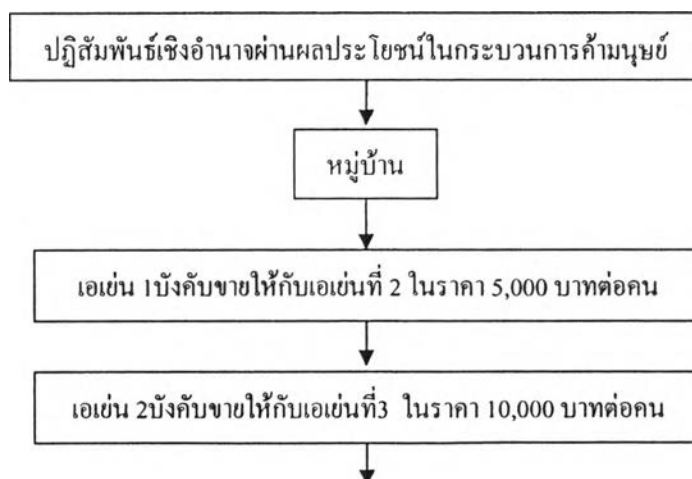 ปฏิสัมพันธ์เชิงอำนาจผ่านผลประโยชน์ในกระบวนการค้ามนุษย์
หมู่บ้าน
เอเย่น 1บังคับขายให้กับเอเย่นที่ 2 ในราคา 5,000 บาทต่อคน
เอเย่น 2บังคับขายให้กับเอเย่นที่3 ในราคา 10,000 บาทต่อคน